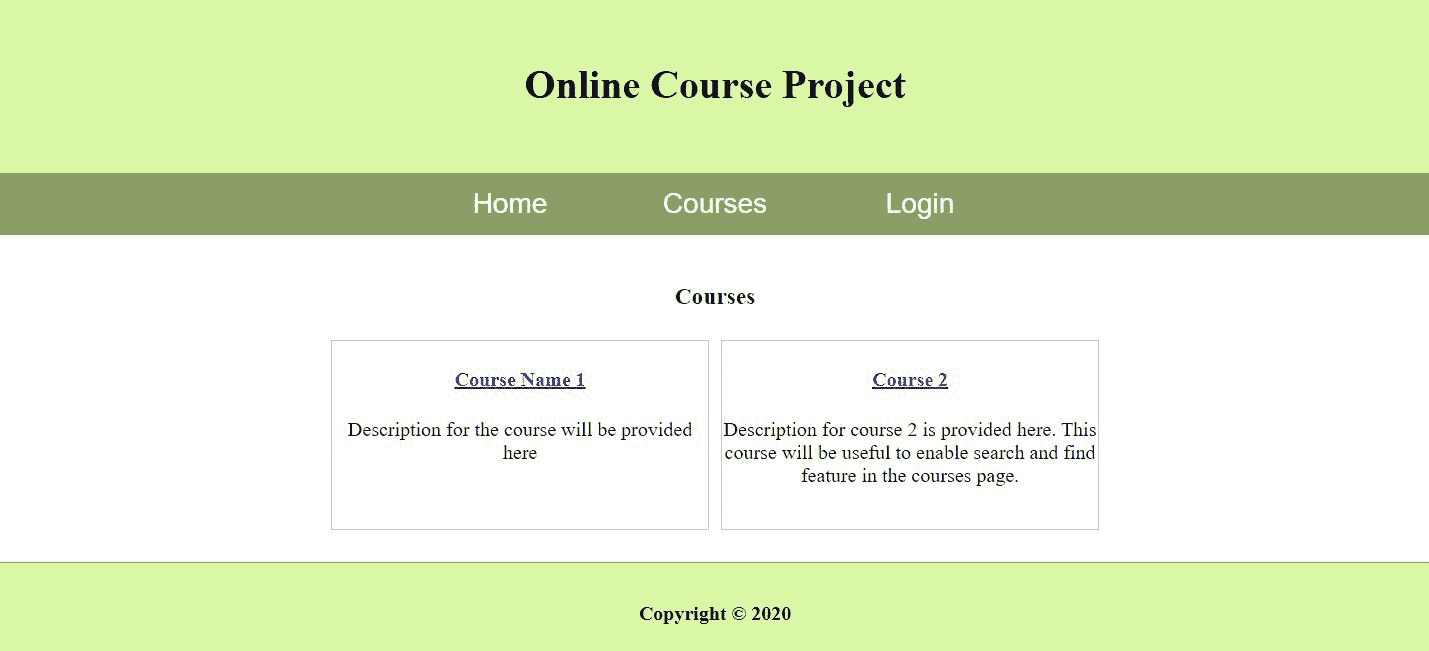 Online Course Project
Home Courses Login
Courses
Course Name 1
Description for the course will be provided
here
Course 2
Description for course 2 is provided here. This
course will be useful to enable search and find
feature in the courses page.
Copyright © 2020